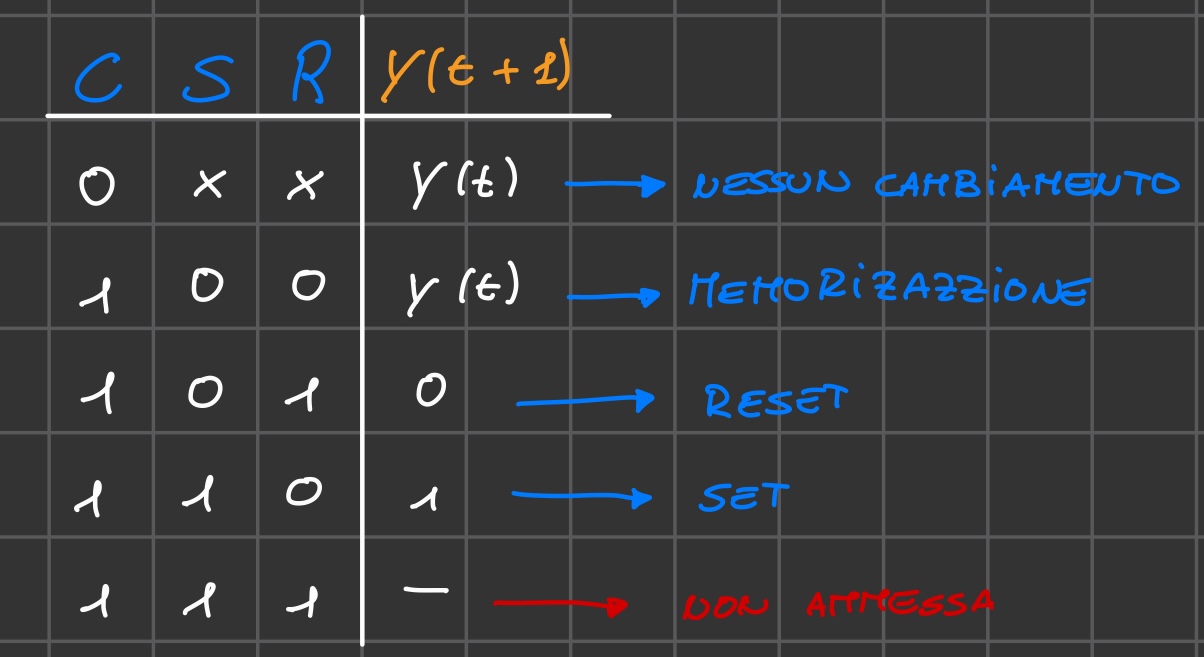 C S R Y(t+1)
0 x x Y(t) → NESSUN CAMBiAMENTO
1 0 0 Y(t) → MEMORiZAZZiONE
1 0 1 0 → RESET
1 1 0 1 → SET
1 1 1 — → NON AMMESSA